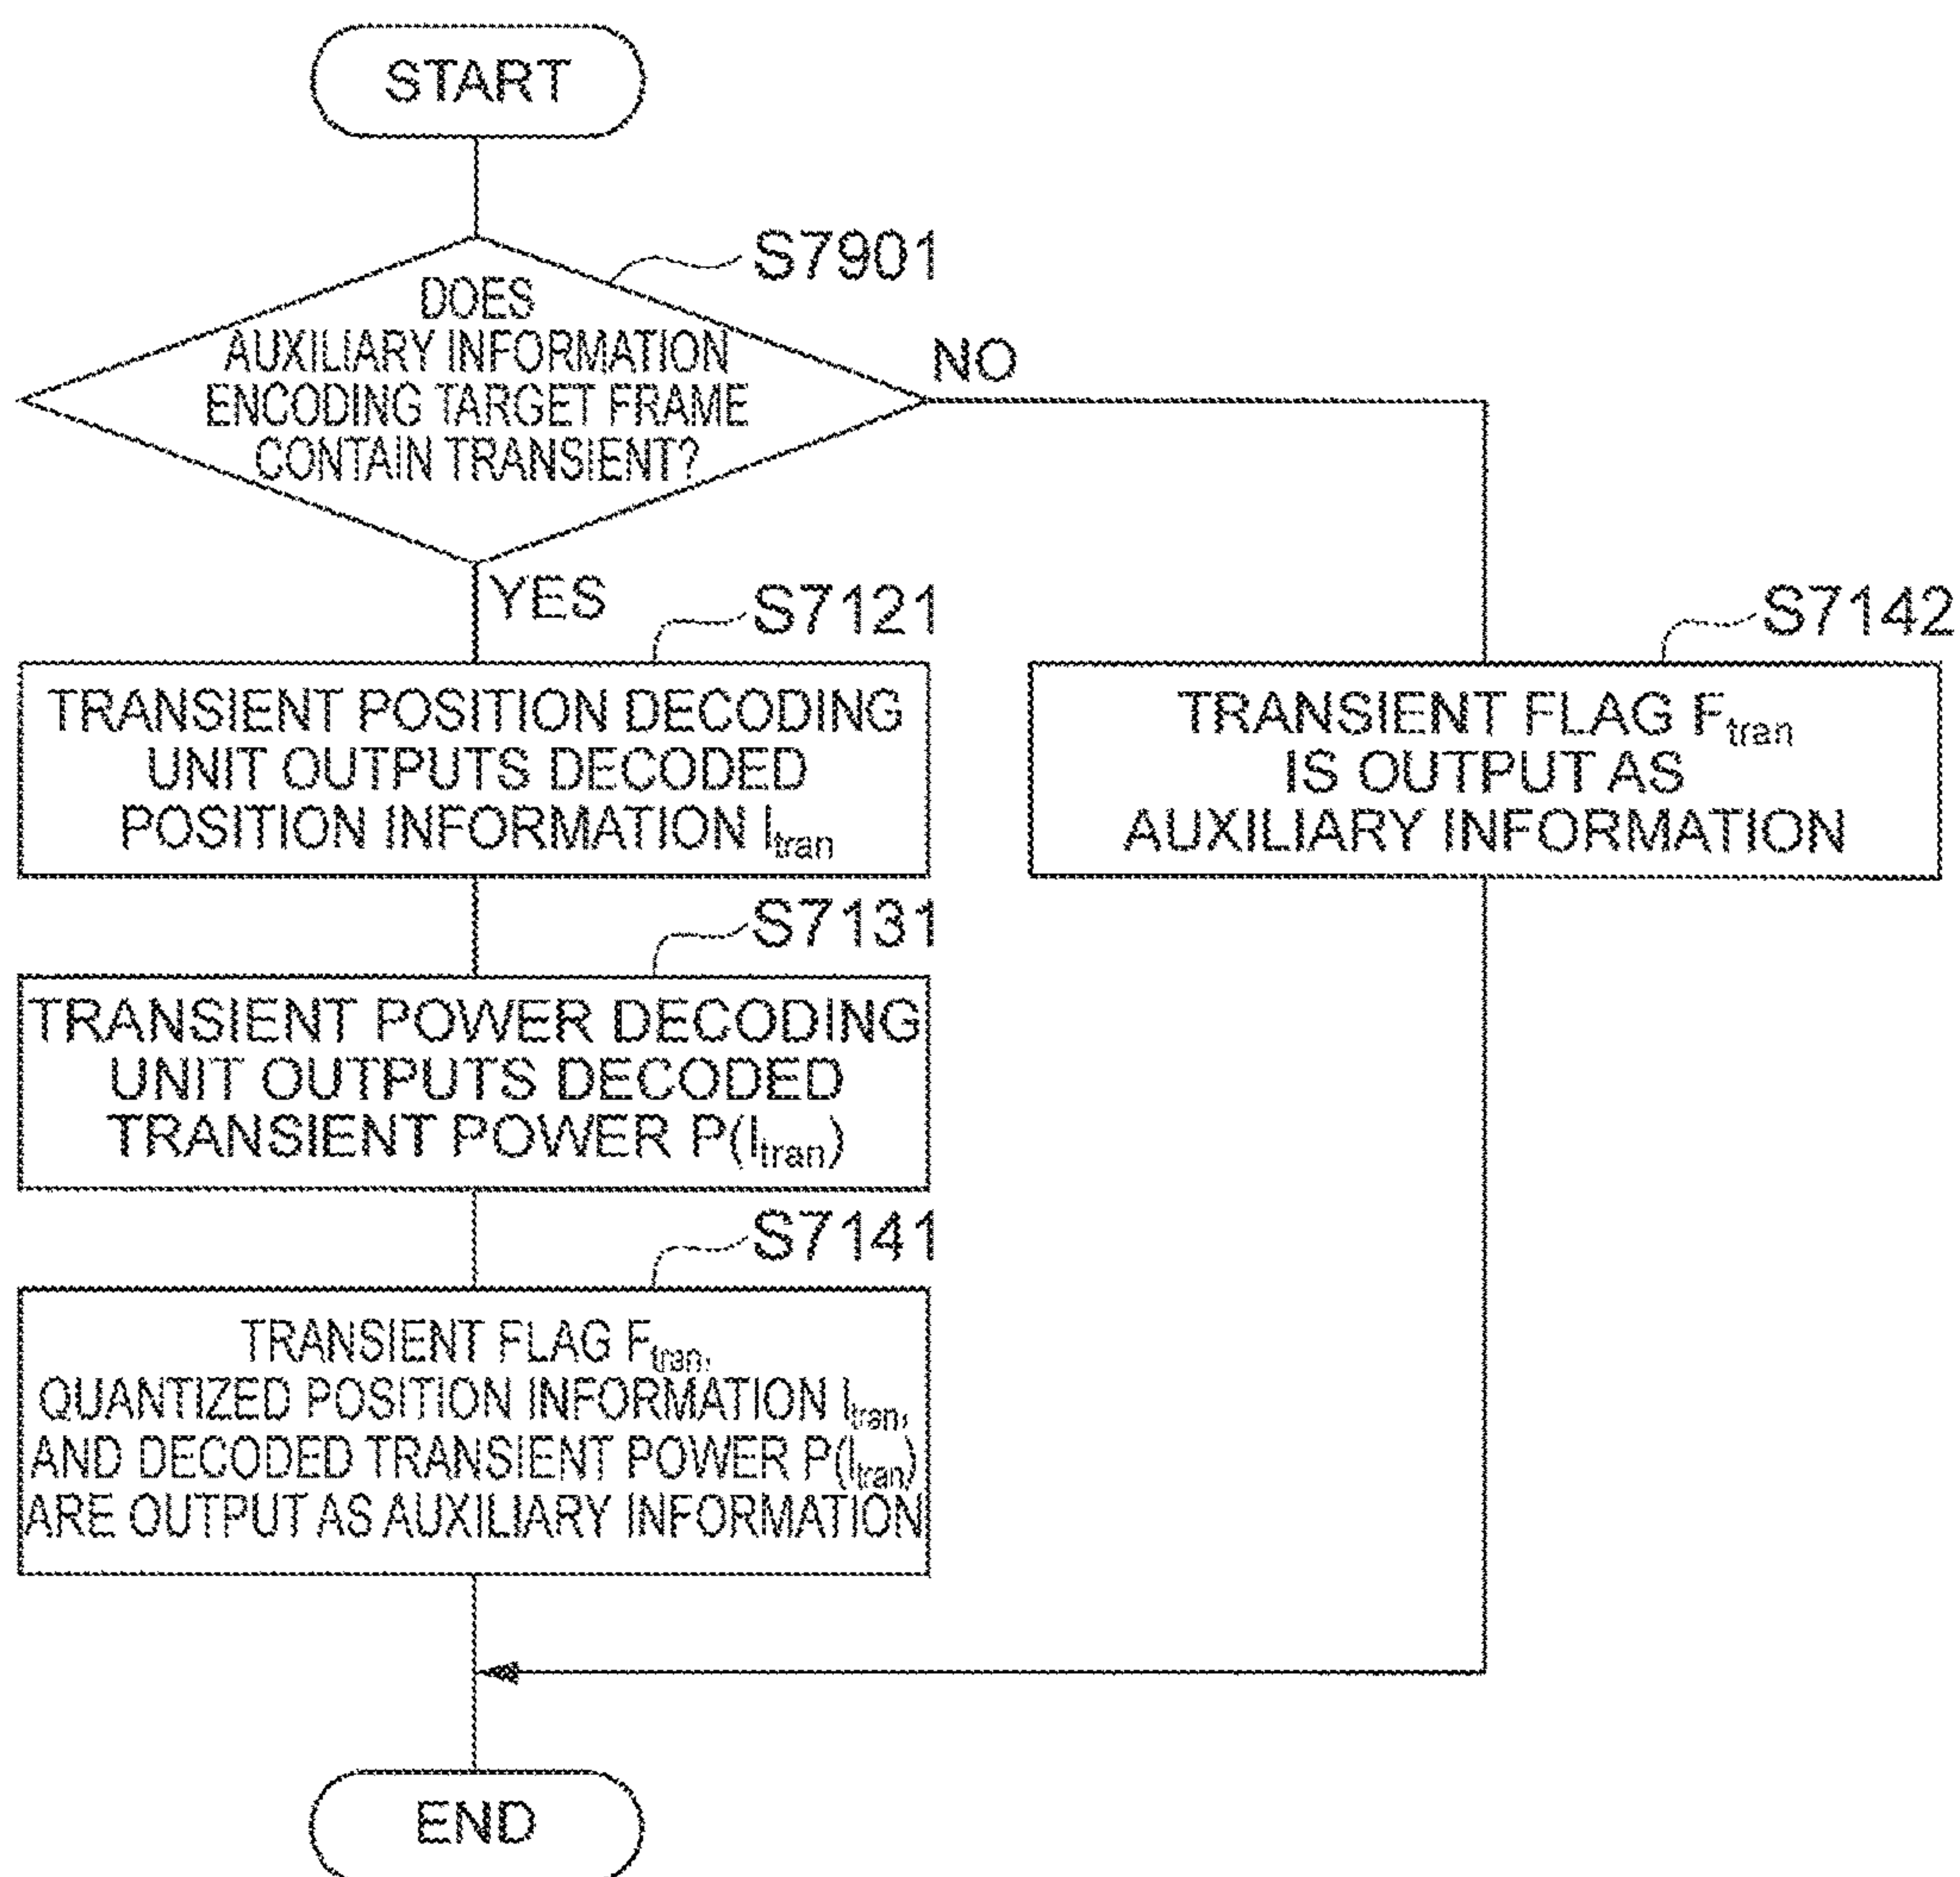 START
S7901
DOES
AUXILIARY INFORMATION
ENCODING TARGET FRAME
CONTAIN TRANSIENT?
NO
YES
S7121
TRANSIENT POSITION DECODING
UNIT OUTPUTS DECODED
POSITION INFORMATION Itran
S7142
TRANSIENT FLAG Ftran
IS OUTPUT AS
AUXILIARY INFORMATION
S7131
TRANSIENT POWER DECODING
UNIT OUTPUTS DECODED
TRANSIENT POWER P(Itran)
S7141
TRANSIENT FLAG Ftran,
QUANTIZED POSITION INFORMATION Itran,
AND DECODED TRANSIENT POWER P(Itran)
ARE OUTPUT AS AUXILIARY INFORMATION
END